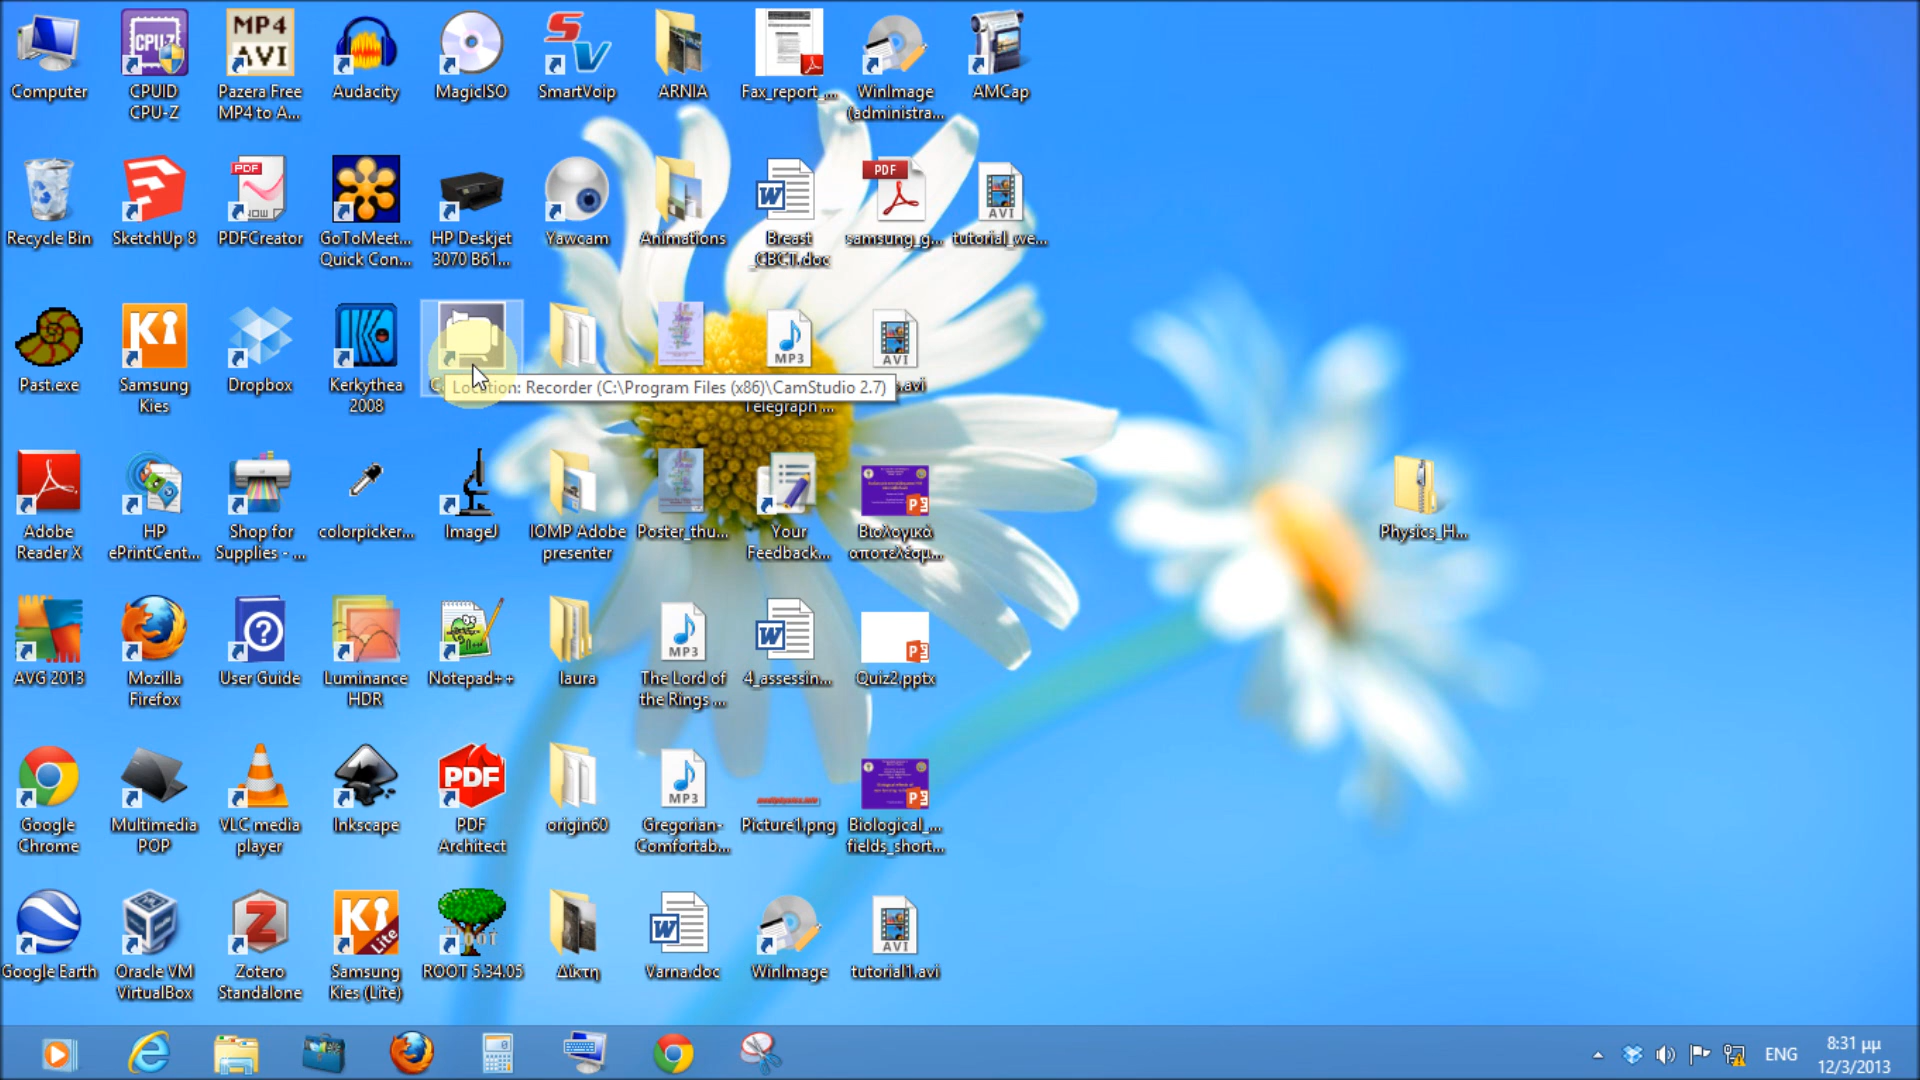 Computer
CPUID
CPU-Z
Pazera Free
MP4 to A...
Audacity
MagicISO
SmartVoip
ARNIA
Fax_report_...
WinImage
(administra...
AMCap
Recycle Bin
SketchUp 8
PDFCreator
GoToMeet...
Quick Con...
HP Deskjet
3070 B61...
Yawcam
Animations
Breast
_CBCT.doc
samsung_g...
tutorial_we...
Past.exe
Samsung
Kies
Dropbox
Kerkythea
2008
Location: Recorder (C:\Program Files (x86)\CamStudio 2.7)
.avi
Telegraph ...
Adobe
Reader X
HP
ePrintCent...
Shop for
Supplies - ...
colorpicker...
ImageJ
IOMP Adobe
presenter
Poster_thu...
Your
Feedback...
Βιολογικά
αποτελέσμ...
Physics_H...
AVG 2013
Mozilla
Firefox
User Guide
Luminance
HDR
Notepad++
laura
The Lord of
the Rings ...
4_assessin...
Quiz2.pptx
Google
Chrome
Multimedia
POP
VLC media
player
Inkscape
PDF
Architect
origin60
Gregorian-
Comfortab...
Picture1.png
Biological_...
fields_short...
Google Earth
Oracle VM
VirtualBox
Zotero
Standalone
Samsung
Kies (Lite)
ROOT 5.34.05
Δίκτη
Varna.doc
WinImage
tutorial1.avi
ENG
8:31 μμ
12/3/2013